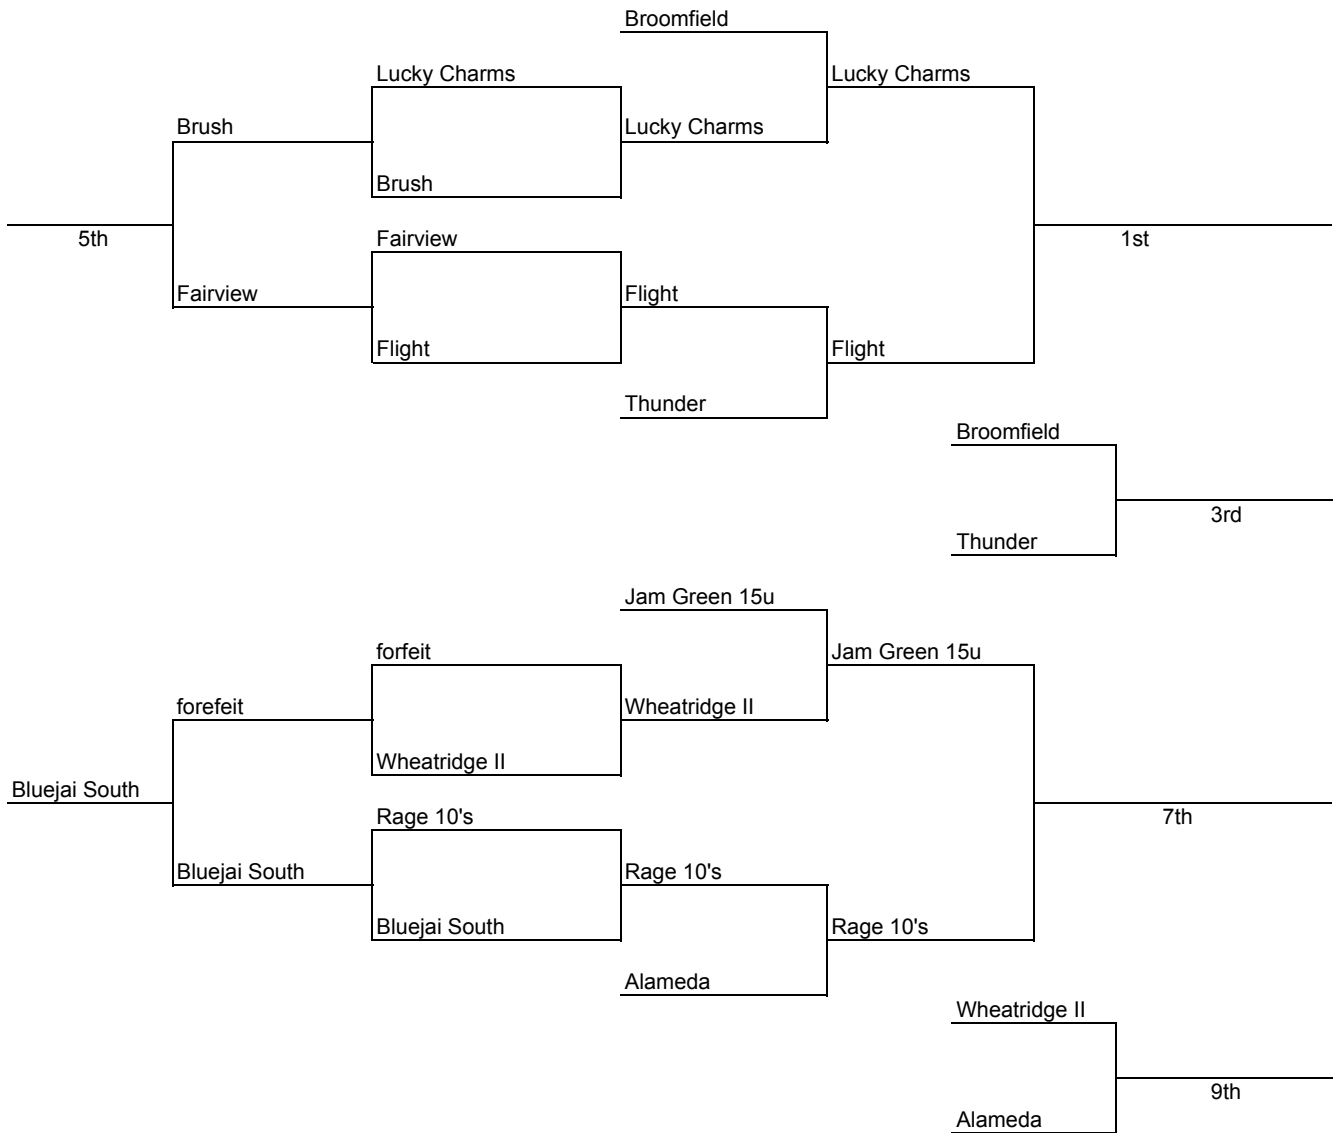 Broomfield
Lucky Charms
Lucky Charms
Brush
Lucky Charms
Brush
5th
Fairview
1st
Fairview
Flight
Flight
Flight
Thunder
Broomfield
3rd
Thunder
Jam Green 15u
forfeit
Jam Green 15u
forefeit
Wheatridge II
Wheatridge II
Bluejai South
Rage 10's
7th
Bluejai South
Rage 10's
Bluejai South
Rage 10's
Alameda
Wheatridge II
9th
Alameda